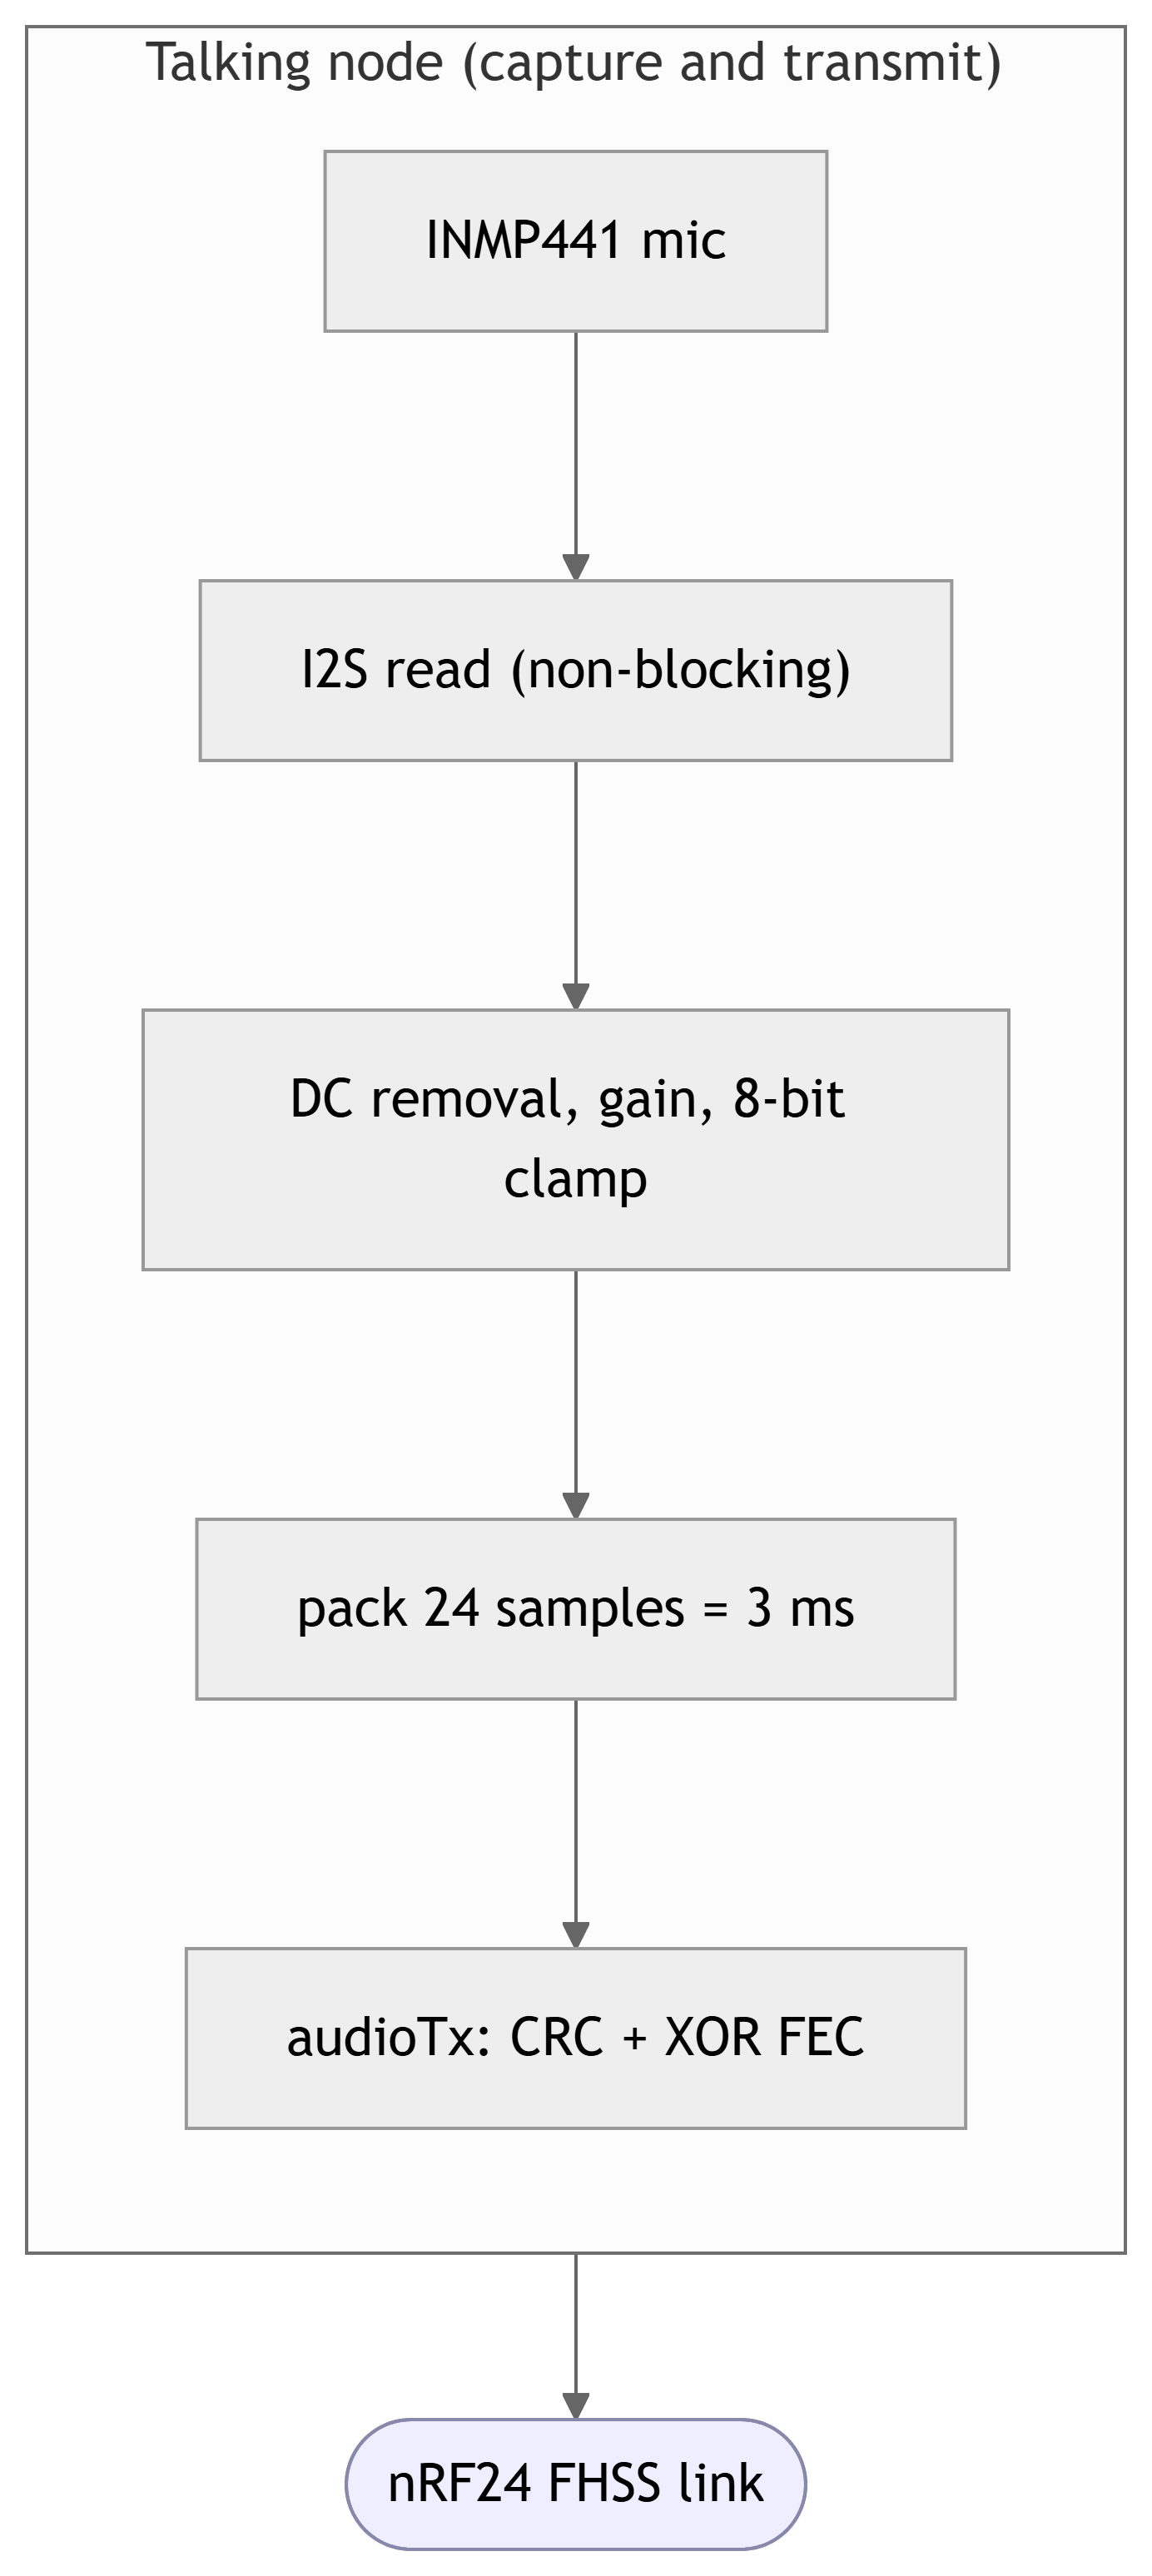 Talking node (capture and transmit)
INMP441 mic
I2S read (non-blocking)
DC removal, gain, 8-bit
clamp
pack 24 samples = 3 ms
audioTx: CRC + XOR FEC
nRF24 FHSS link